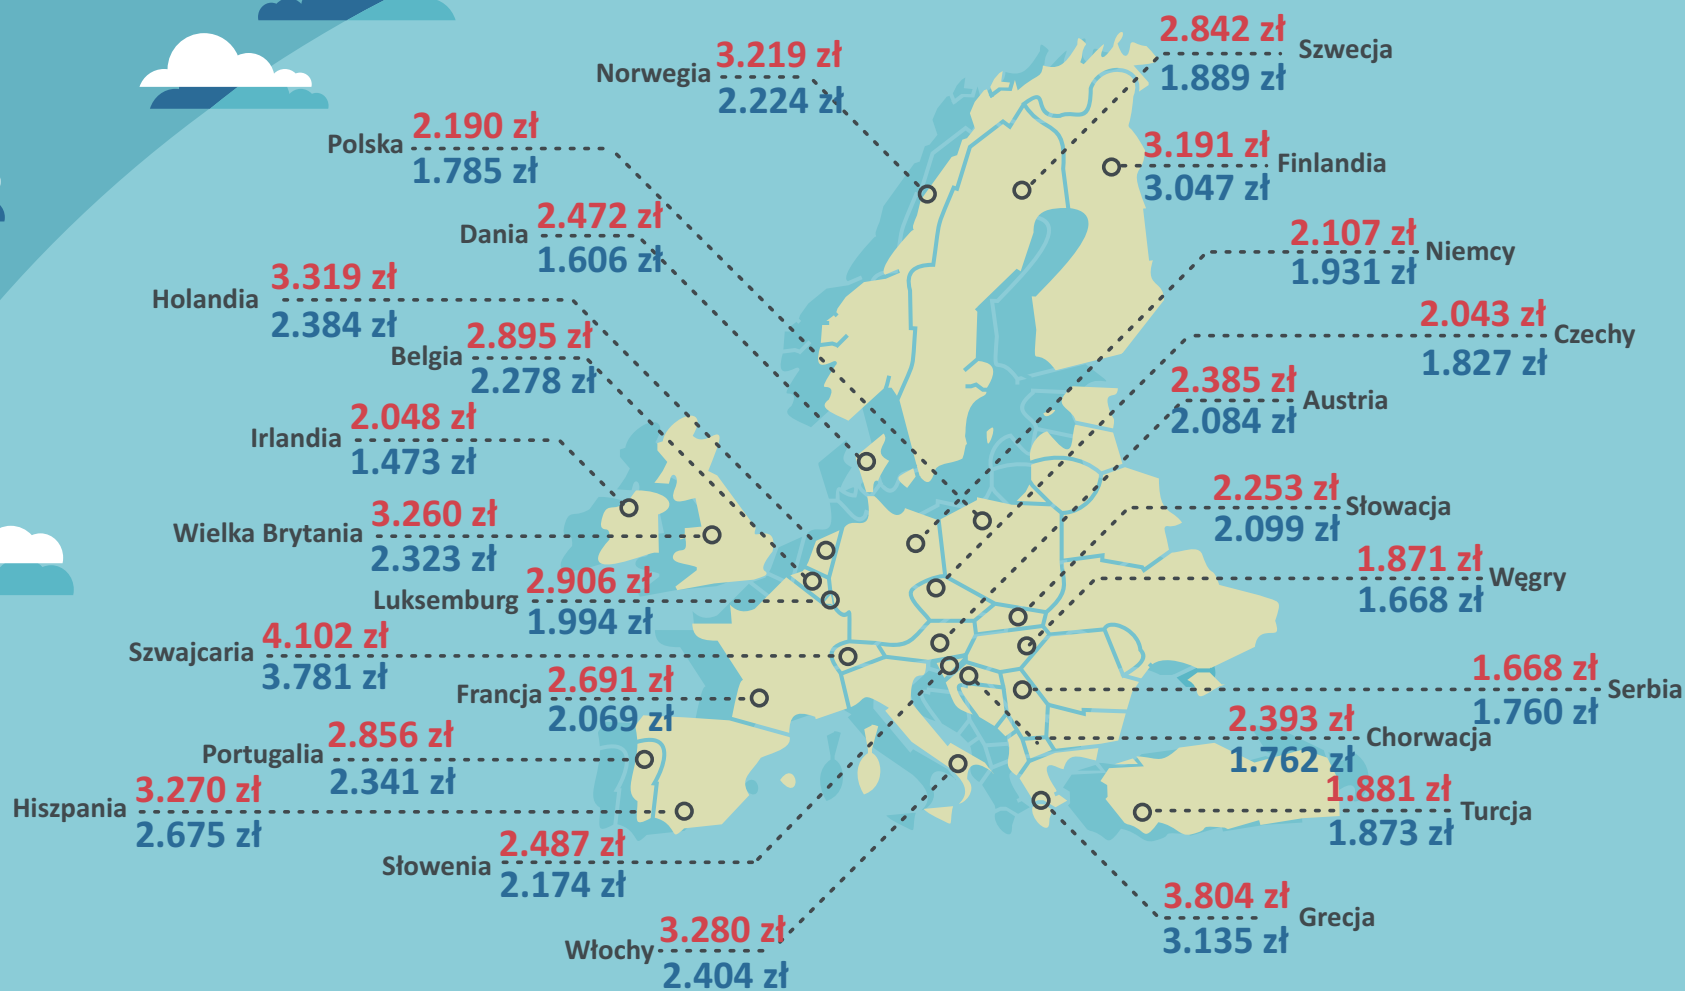 2.842 zł
Szwecja
1.889 zł
3.219 zł
Norwegia
2.224 zł
2.190 zł
Polska
1.785 zł
3.191 zł
Finlandia
3.047 zł
2.472 zł
Dania
1.606 zł
2.107 zł
Niemcy
1.931 zł
3.319 zł
Holandia
2.384 zł
2.043 zł
Czechy
1.827 zł
2.895 zł
Belgia
2.278 zł
2.385 zł
Austria
2.084 zł
2.048 zł
Irlandia
1.473 zł
2.253 zł
Słowacja
2.099 zł
3.260 zł
Wielka Brytania
2.323 zł
1.871 zł
Węgry
1.668 zł
2.906 zł
Luksemburg
1.994 zł
4.102 zł
Szwajcaria
3.781 zł
2.691 zł
Francja
2.069 zł
1.668 zł
Serbia
1.760 zł
2.393 zł
Chorwacja
1.762 zł
2.856 zł
Portugalia
2.341 zł
3.270 zł
Hiszpania
2.675 zł
1.881 zł
Turcja
1.873 zł
2.487 zł
Słowenia
2.174 zł
3.804 zł
Grecja
3.135 zł
3.280 zł
Włochy
2.404 zł